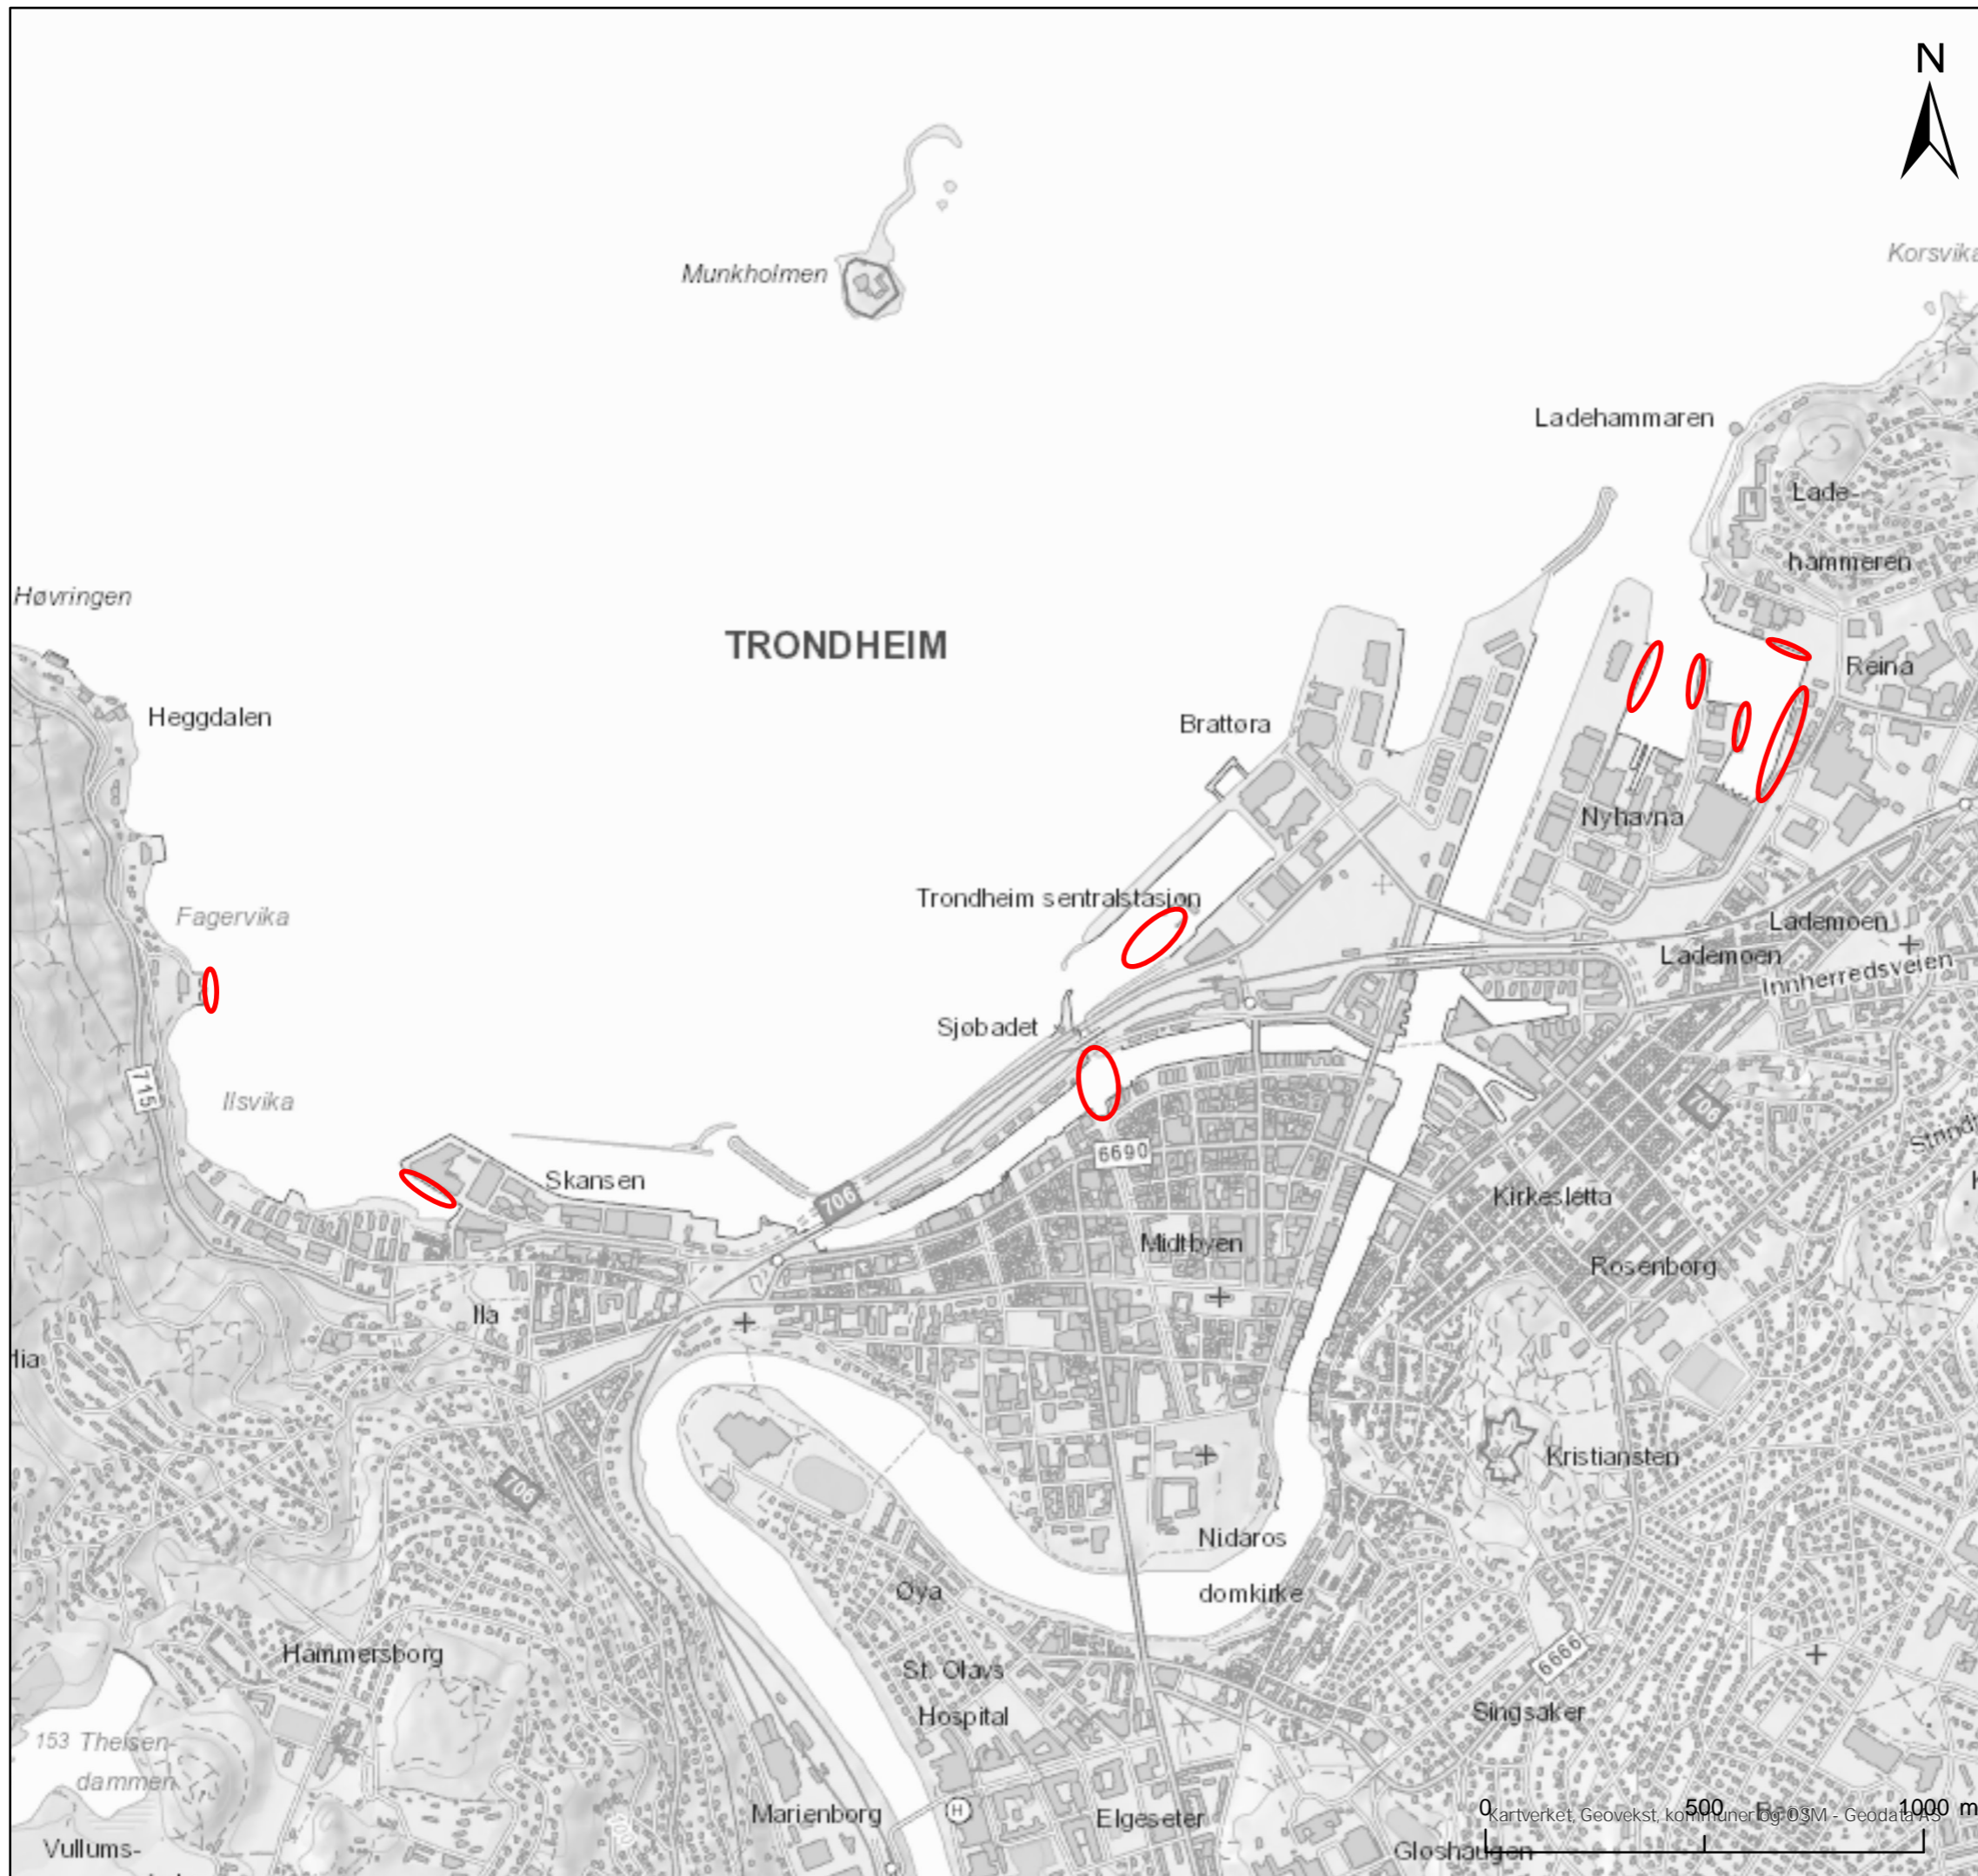 N
Korsvika
Munkholmen
Ladehammaren
Lade-
hammeren
Høvringen
TRONDHEIM
Reina
Heggdalen
Brattøra
Nyhavna
Trondheim sentralstasjon
Fagervika
Lademoen
Lademoen
Innherredsveien
Sjøbadet
715
Ilsvika
706
6690
Skansen
706
Kirkesletta
Midtbyen
Rosenborg
Ila
Kristiansten
706
Nidaros
domkirke
Øya
Hammersborg
St. Olavs
Hospital
6666
Singsaker
153 Theisen-
dammen
Marienborg
H
Elgeseter
0 500 1000 m
Kartverket, Geovekst, kommuner og OSM - Geodata AS
Vullums-
Gloshaugen